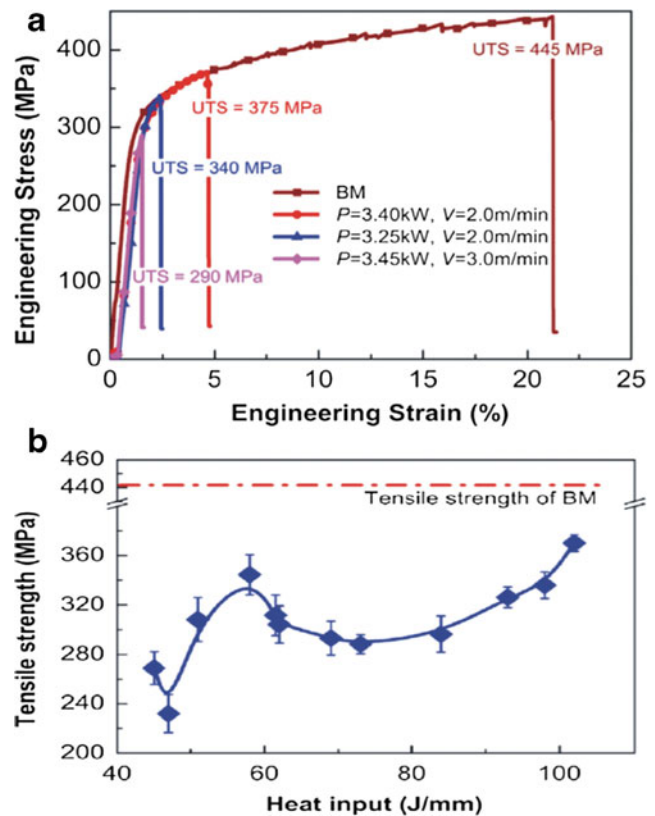 a
Engineering Stress (MPa)
400
300
200
100
0
UTS = 445 MPa
UTS = 375 MPa
UTS = 340 MPa
UTS = 290 MPa
BM
P=3.40kW, V=2.0m/min
P=3.25kW, V=2.0m/min
P=3.45kW, V=3.0m/min
0 5 10 15 20 25
Engineering Strain (%)
b
Tensile strength (MPa)
460
440
360
320
280
240
200
Tensile strength of BM
40 60 80 100
Heat input (J/mm)